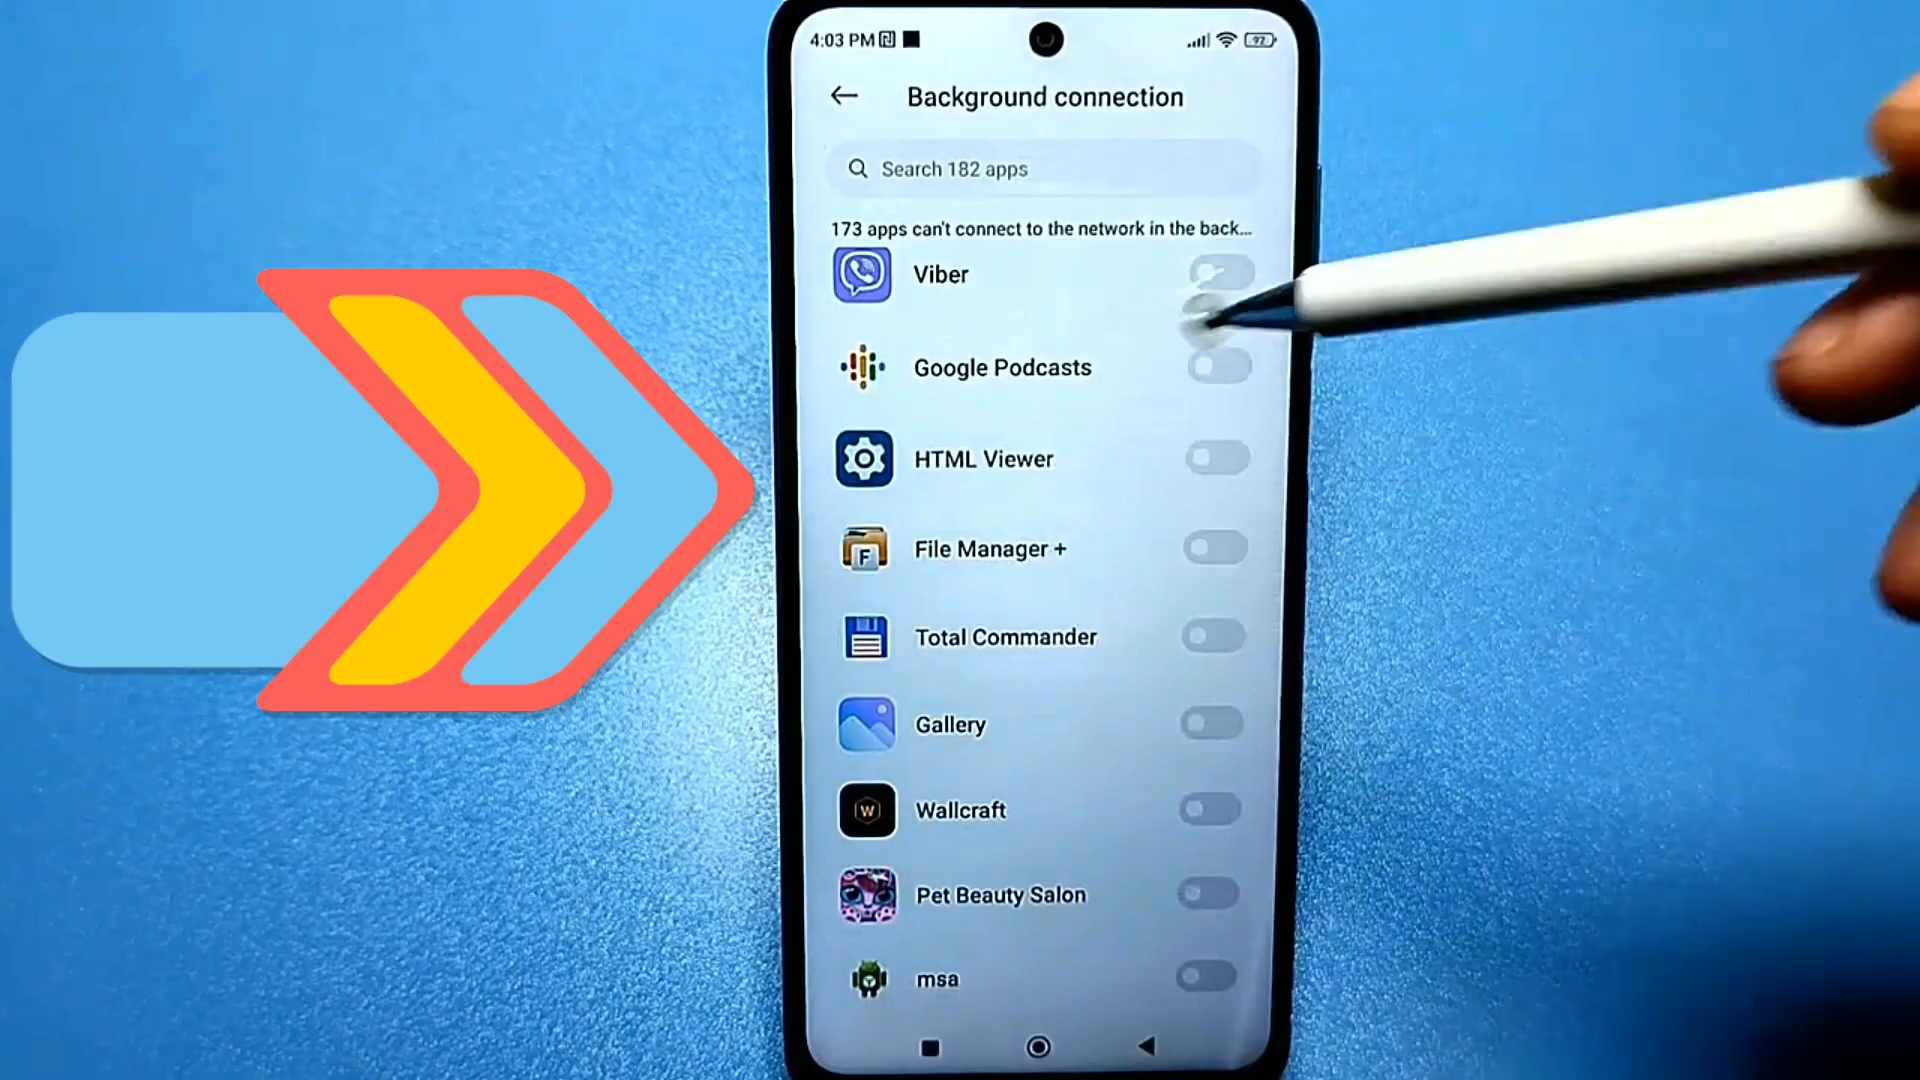 4:03 PM
92
Background connection
Search 182 apps
173 apps can't connect to the network in the back...
Viber
Google Podcasts
HTML Viewer
F
File Manager +
Total Commander
Gallery
W
Wallcraft
Pet Beauty Salon
msa